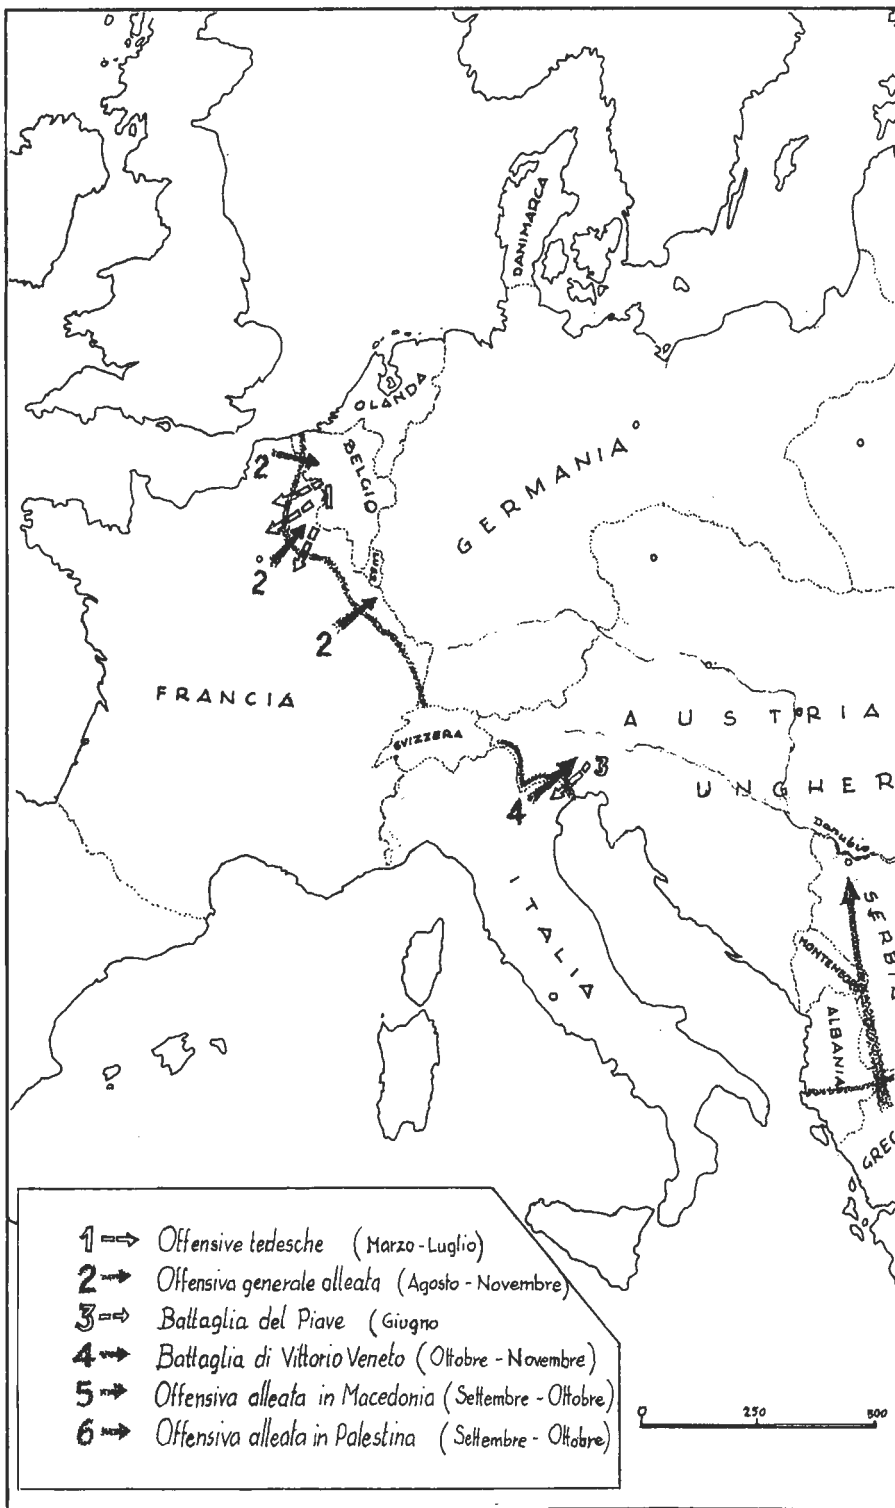 DANIMARCA
OLANDA
BELGIO
2
1
GERMANIA
2
2
FRANCIA
SVIZZERA
AUSTRIA
UNGHER
3
4
Danubio
SERBI
MONTENEGRO
ALBANIA
GREC
ITALIA
1 Offensive tedesche (Marzo-Luglio)
2 Offensiva generale alleata (Agosto - Novembre)
3 Battaglia del Piave (Giugno
4 Battaglia di Vittorio Veneto (Ottobre - Novembre)
5 Offensiva alleata in Macedonia (Settembre - Ottobre)
6 Offensiva alleata in Palestina (Settembre - Ottobre)
0 250 500